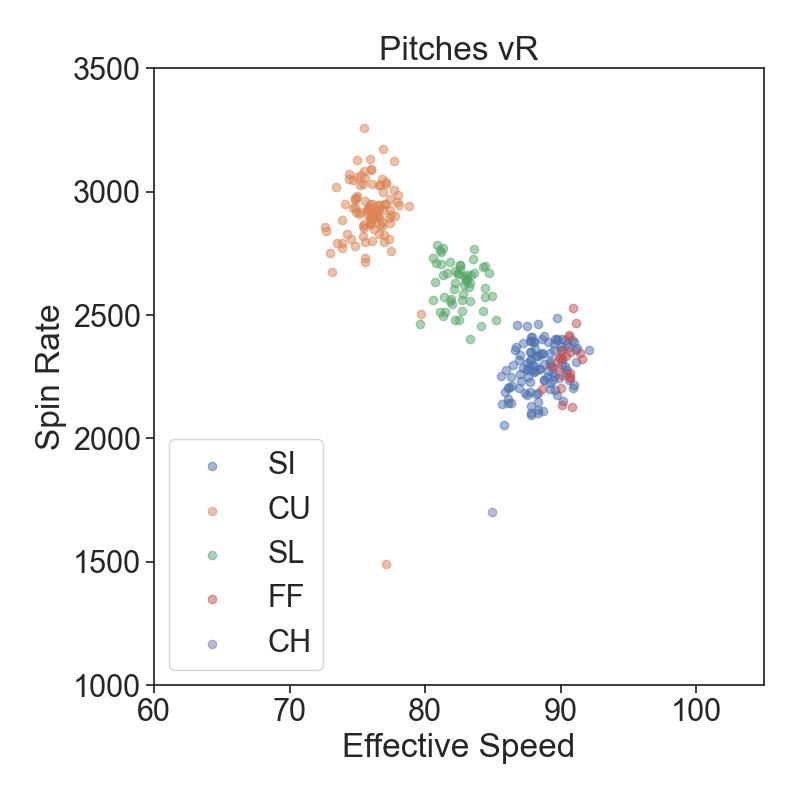 Pitches vR
3500
3000
2500
2000
1500
1000
Spin Rate
SI
CU
SL
FF
CH
60 70 80 90 100
Effective Speed